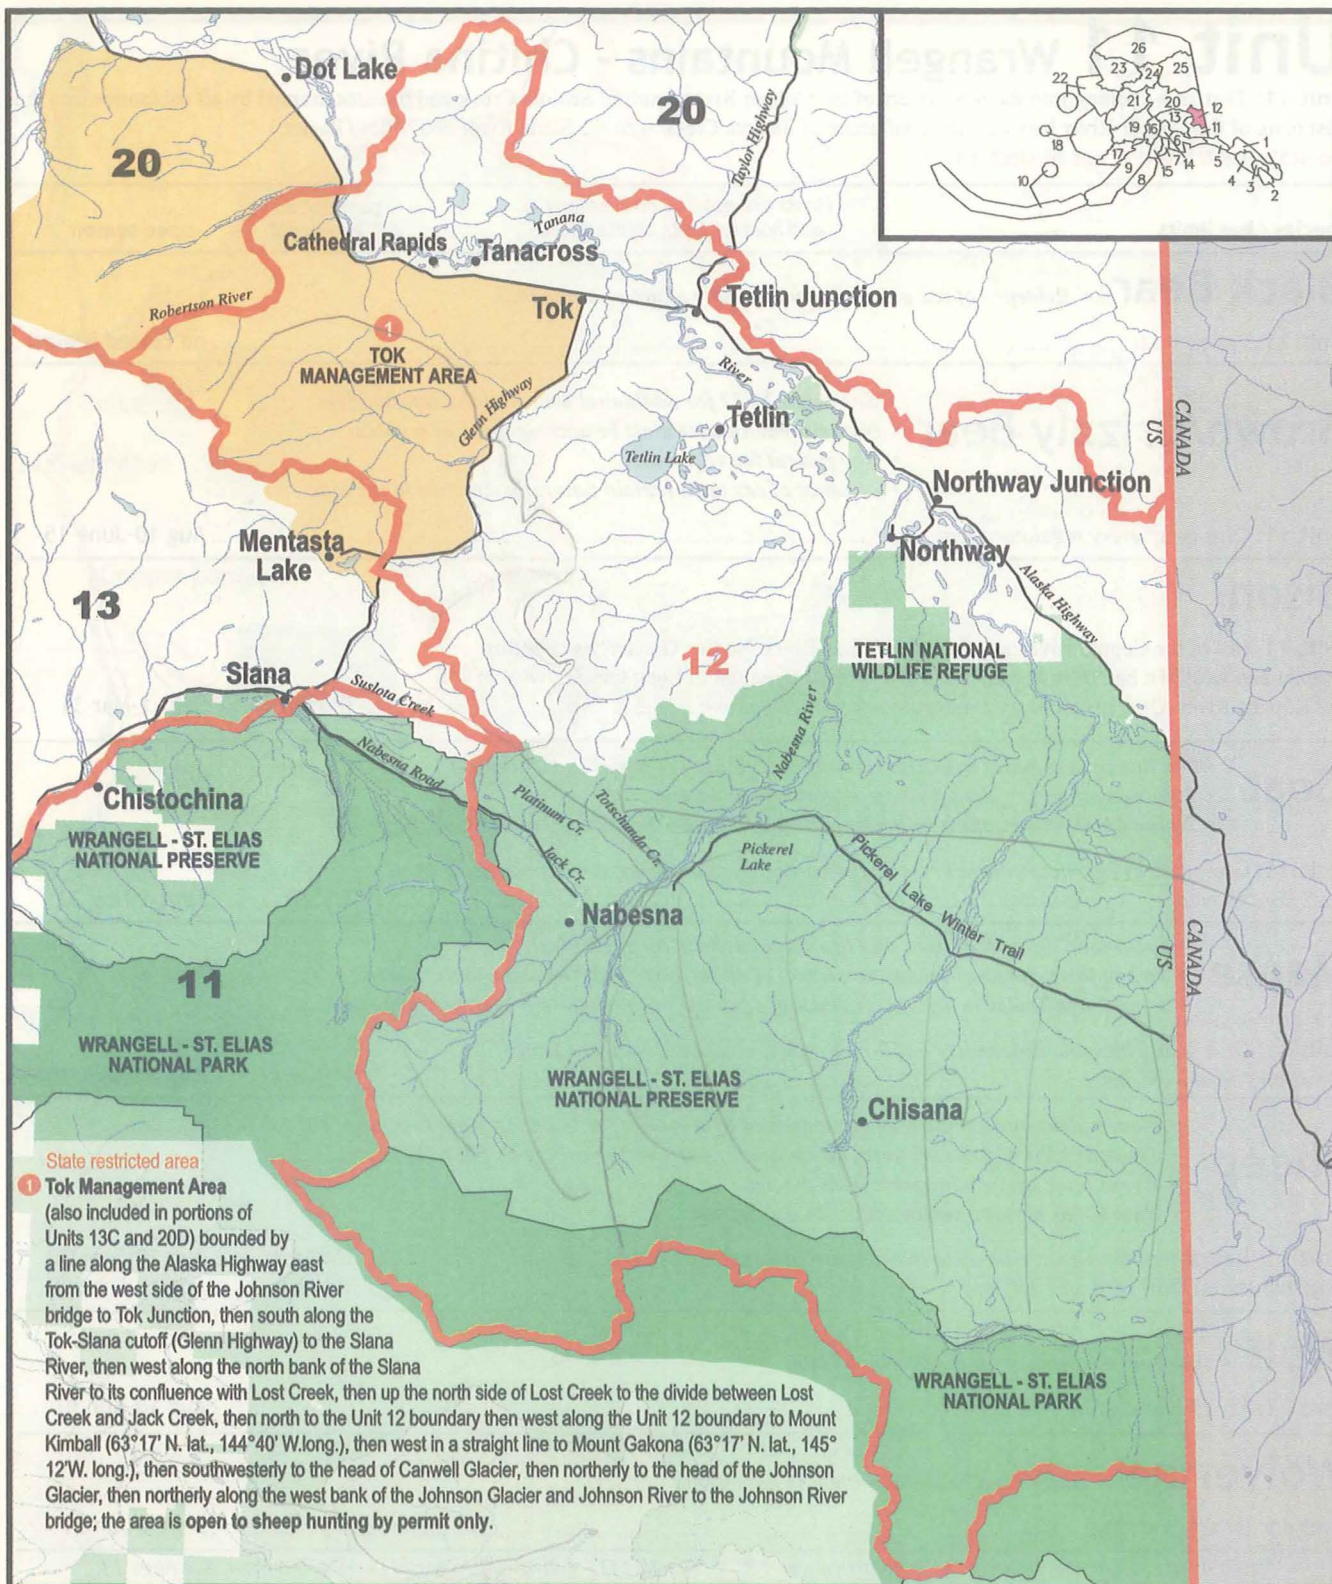 Dot Lake
20
20
Taylor Highway
26
23
24
25
22
21
20
12
13
19
16
11
18
6
17
7
14
5
1
9
15
4
3
10
8
2
Tanana
Cathedral Rapids
Tanacross
Robertson River
Tok
Tetlin Junction
1
TOK
MANAGEMENT AREA
River
Glenn Highway
Tetlin
Tetlin Lake
CANADA
US
Northway Junction
Mentasta
Lake
Northway
Alaska Highway
13
12
TETLIN NATIONAL
WILDLIFE REFUGE
Slana
Suslota Creek
Nabesna River
Nabesna Road
Platinum Cr.
Totschunda Cr.
Chistochina
WRANGELL - ST. ELIAS
NATIONAL PRESERVE
Jack Cr.
Pickerel
Lake
Pickerel Lake Winter Trail
Nabesna
CANADA
US
11
WRANGELL - ST. ELIAS
NATIONAL PARK
WRANGELL - ST. ELIAS
NATIONAL PRESERVE
Chisana
State restricted area
1 Tok Management Area
(also included in portions of
Units 13C and 20D) bounded by
a line along the Alaska Highway east
from the west side of the Johnson River
bridge to Tok Junction, then south along the
Tok-Slana cutoff (Glenn Highway) to the Slana
River, then west along the north bank of the Slana
River to its confluence with Lost Creek, then up the north side of Lost Creek to the divide between Lost
Creek and Jack Creek, then north to the Unit 12 boundary then west along the Unit 12 boundary to Mount
Kimball (63°17' N. lat., 144°40' W.long.), then west in a straight line to Mount Gakona (63°17' N. lat., 145°
12'W. long.), then southwesterly to the head of Canwell Glacier, then northerly to the head of the Johnson
Glacier, then northerly along the west bank of the Johnson Glacier and Johnson River to the Johnson River
bridge; the area is open to sheep hunting by permit only.
WRANGELL - ST. ELIAS
NATIONAL PARK